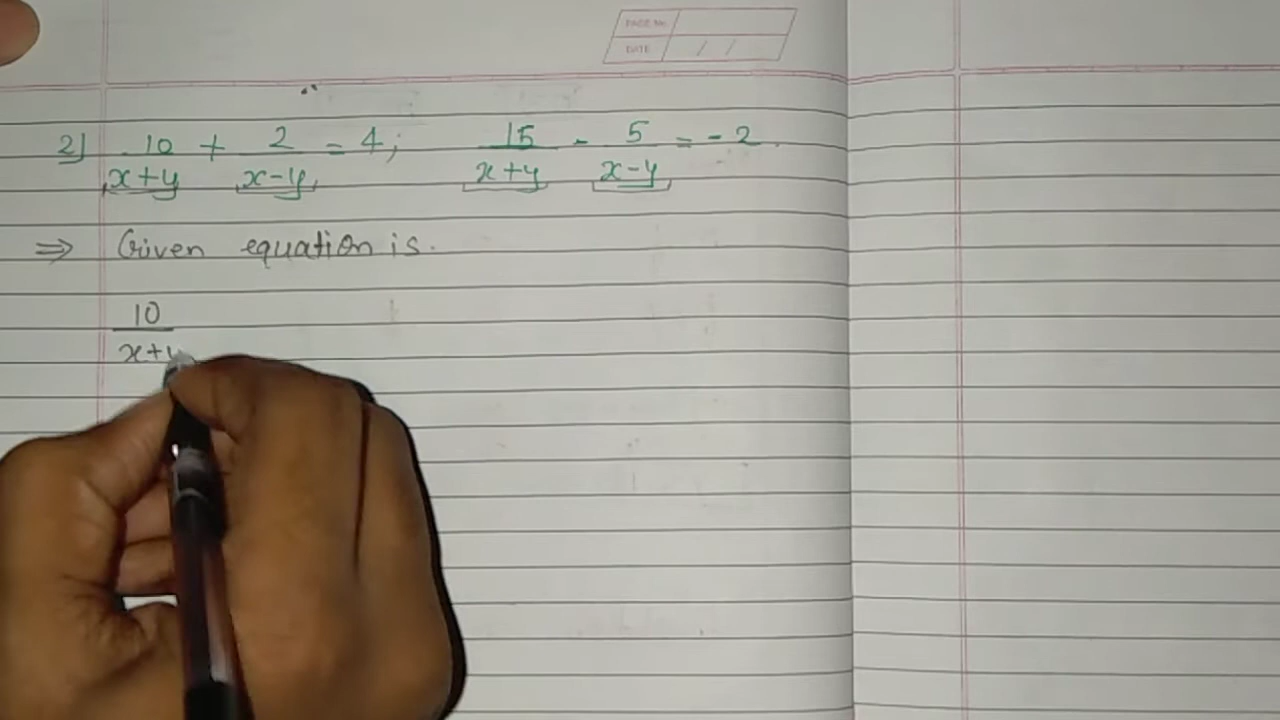 PAGE No.
DATE / /
2] 10/x+y + 2/x-y = 4; 15/x+y - 5/x-y = -2.
⇒ Given equation is.
10/x+y